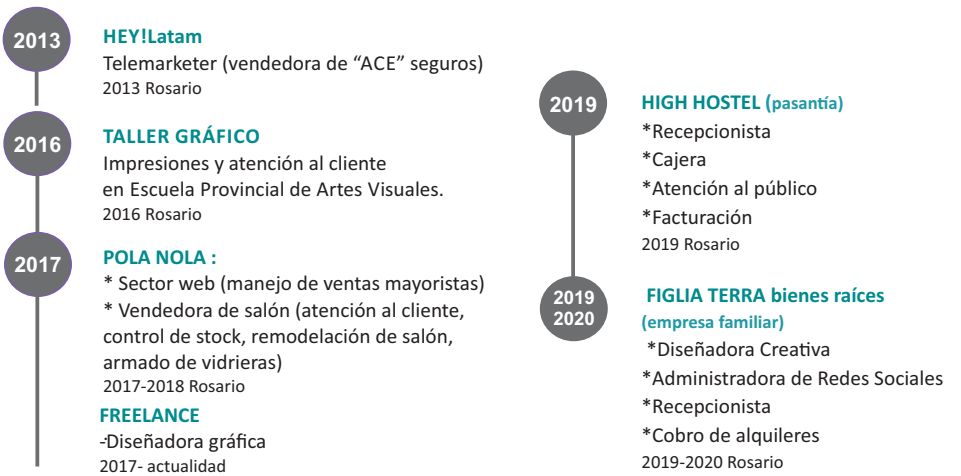 2013
HEY!Latam
Telemarketer (vendedora de “ACE” seguros)
2013 Rosario
2016
TALLER GRÁFICO
Impresiones y atención al cliente
en Escuela Provincial de Artes Visuales.
2016 Rosario
2017
POLA NOLA :
* Sector web (manejo de ventas mayoristas)
* Vendedora de salón (atención al cliente,
control de stock, remodelación de salón,
armado de vidrieras)
2017-2018 Rosario
FREELANCE
-Diseñadora gráfica
2017- actualidad
2019
HIGH HOSTEL (pasantía)
*Recepcionista
*Cajera
*Atención al público
*Facturación
2019 Rosario
2019
2020
FIGLIA TERRA bienes raíces
(empresa familiar)
*Diseñadora Creativa
*Administradora de Redes Sociales
*Recepcionista
*Cobro de alquileres
2019-2020 Rosario